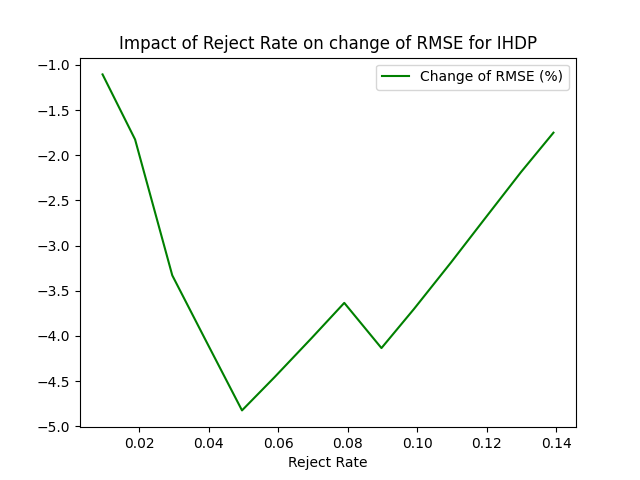 Impact of Reject Rate on change of RMSE for IHDP
Change of RMSE (%)
−1.0
−1.5
−2.0
−2.5
−3.0
−3.5
−4.0
−4.5
−5.0
0.02 0.04 0.06 0.08 0.10 0.12 0.14
Reject Rate